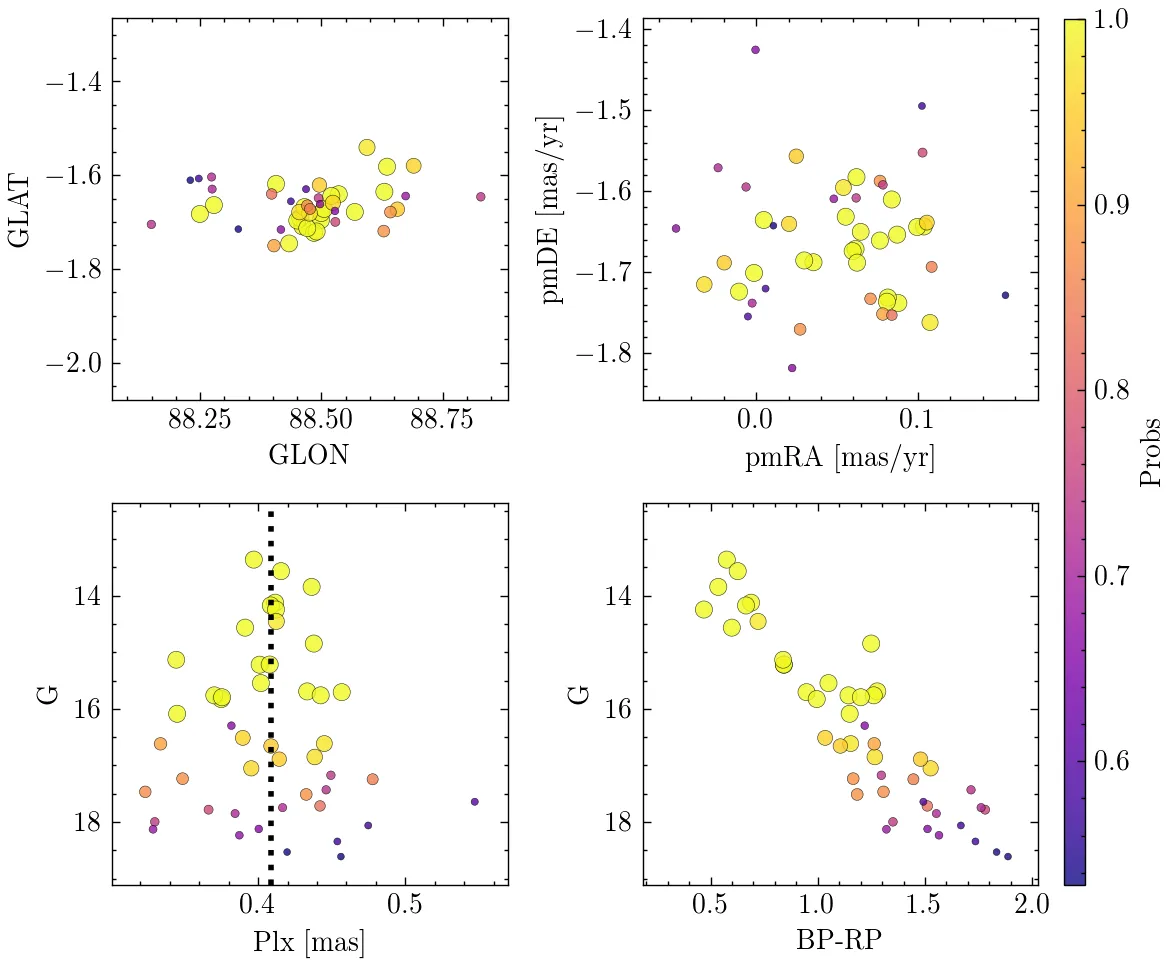 −1.4
−1.6
−1.8
−2.0
GLAT
88.25 88.50 88.75
GLON
−1.4
−1.5
−1.6
−1.7
−1.8
pmDE [mas/yr]
0.0 0.1
pmRA [mas/yr]
14
16
18
G
0.4 0.5
Plx [mas]
14
16
18
G
0.5 1.0 1.5 2.0
BP-RP
1.0
0.9
0.8
0.7
0.6
Probs